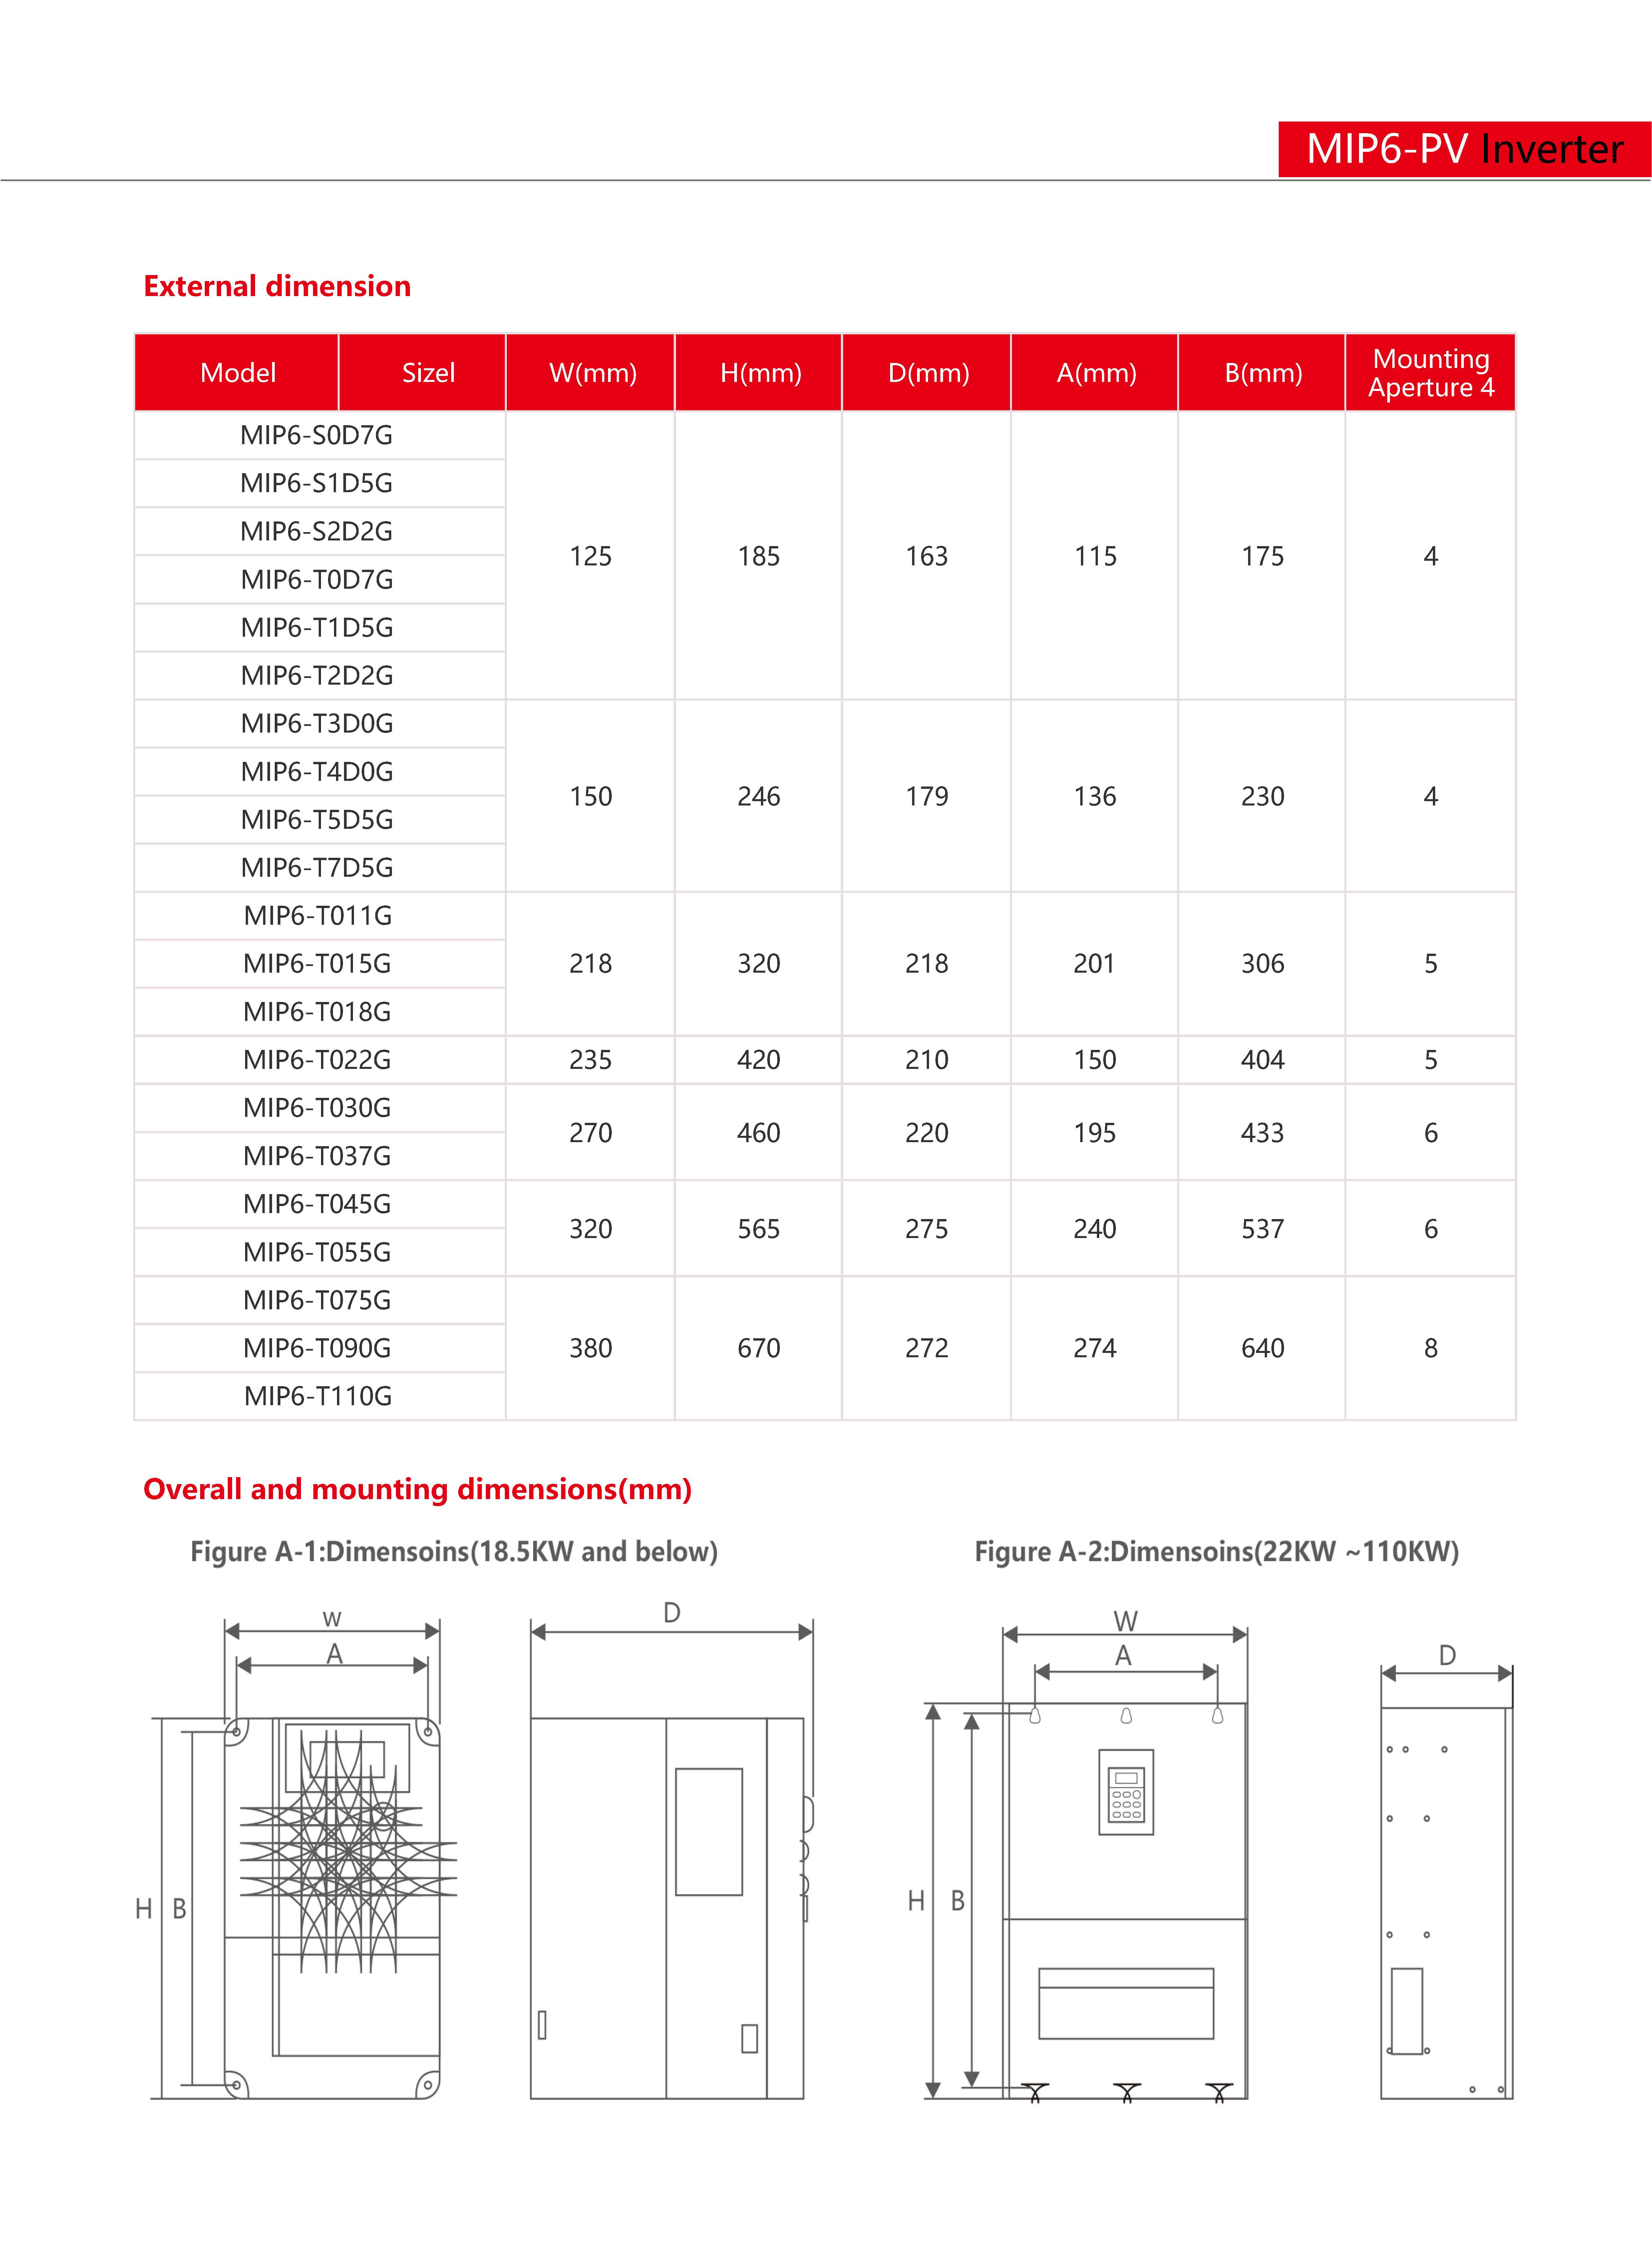 MIP6-PV Inverter
External dimension
Model Sizel W(mm) H(mm) D(mm) A(mm) B(mm) Mounting Aperture 4
MIP6-S0D7G
MIP6-S1D5G
MIP6-S2D2G
MIP6-T0D7G
MIP6-T1D5G
MIP6-T2D2G
125 185 163 115 175 4
MIP6-T3D0G
MIP6-T4D0G
MIP6-T5D5G
MIP6-T7D5G
150 246 179 136 230 4
MIP6-T011G
MIP6-T015G
MIP6-T018G
218 320 218 201 306 5
MIP6-T022G 235 420 210 150 404 5
MIP6-T030G
MIP6-T037G
270 460 220 195 433 6
MIP6-T045G
MIP6-T055G
320 565 275 240 537 6
MIP6-T075G
MIP6-T090G
MIP6-T110G
380 670 272 274 640 8
Overall and mounting dimensions(mm)
Figure A-1:Dimensoins(18.5KW and below)
W
A
D
H B
Figure A-2:Dimensoins(22KW ~110KW)
W
A
D
H B